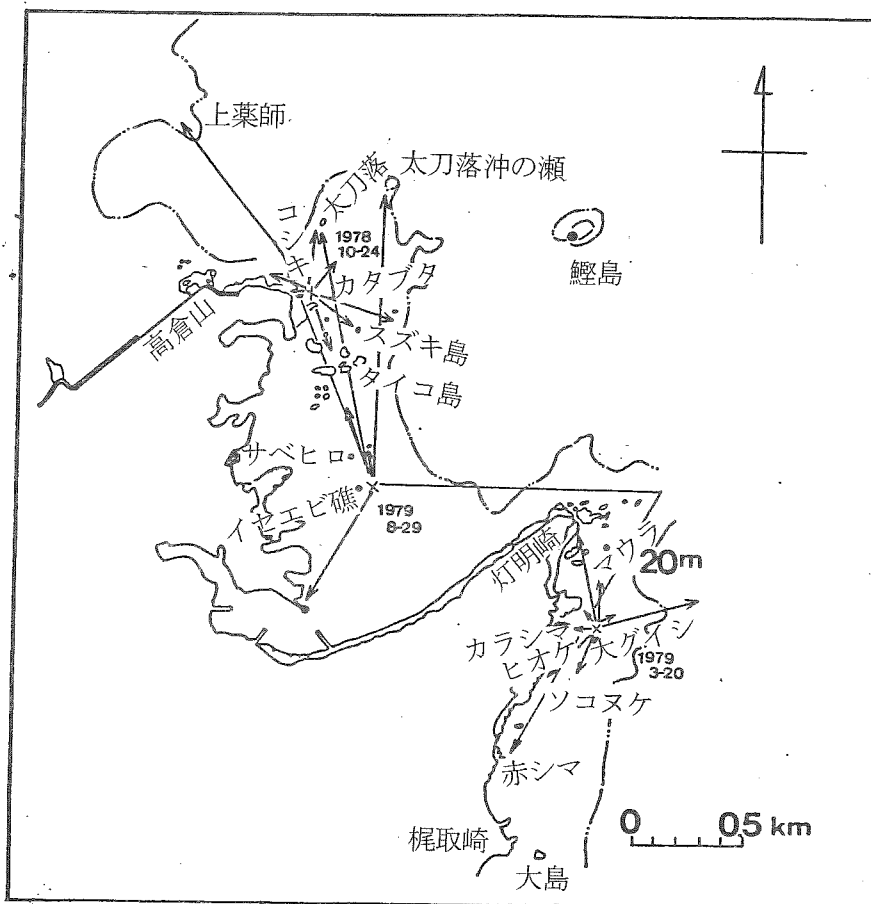 上薬師
太刀落
太刀落沖の瀬
コシキ
1978
10-24
カタブタ
鰹島
高倉山
スズキ島
タイコ島
サベヒロ
イセエビ礁
1979
8-29
灯明崎
マウラ
20m
カラシマ
ヒオケ
大グイシ
1979
3-20
ソコヌケ
赤シマ
梶取崎
大島
0 05 km